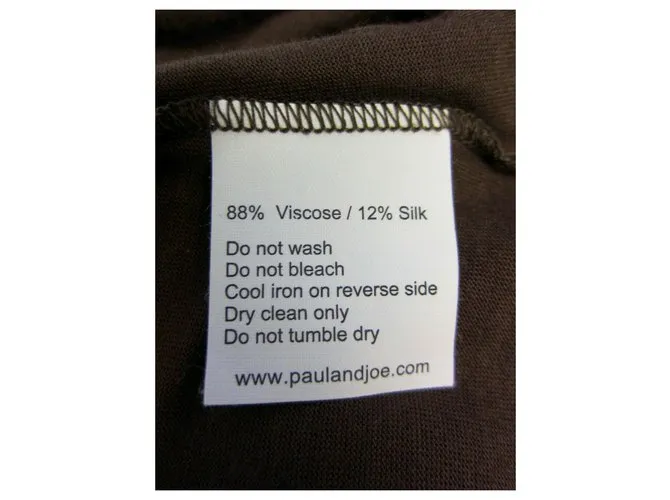 88% Viscose / 12% Silk
Do not wash
Do not bleach
Cool iron on reverse side
Dry clean only
Do not tumble dry
www.paulandjoe.com